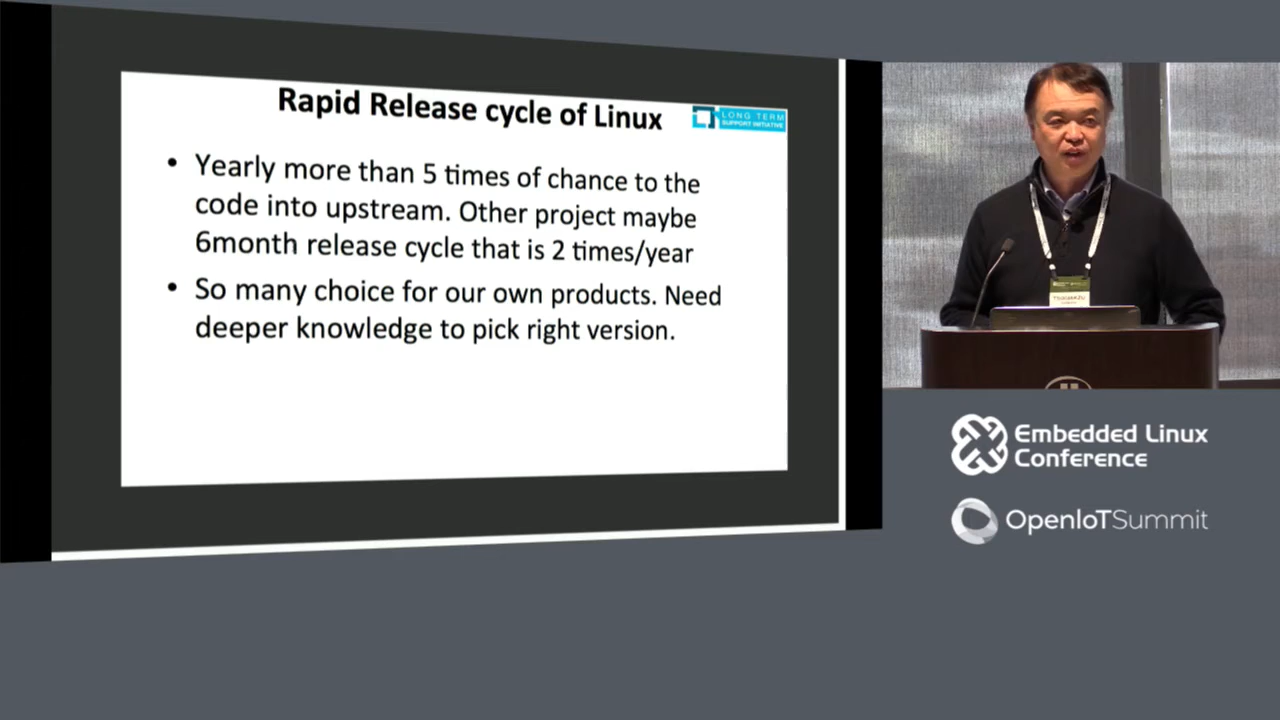 Rapid Release cycle of Linux
LONG TERM
SUPPORT INITIATIVE
• Yearly more than 5 times of chance to the
code into upstream. Other project maybe
6month release cycle that is 2 times/year
• So many choice for our own products. Need
deeper knowledge to pick right version.
Embedded Linux
Conference
OpenIoTSummit